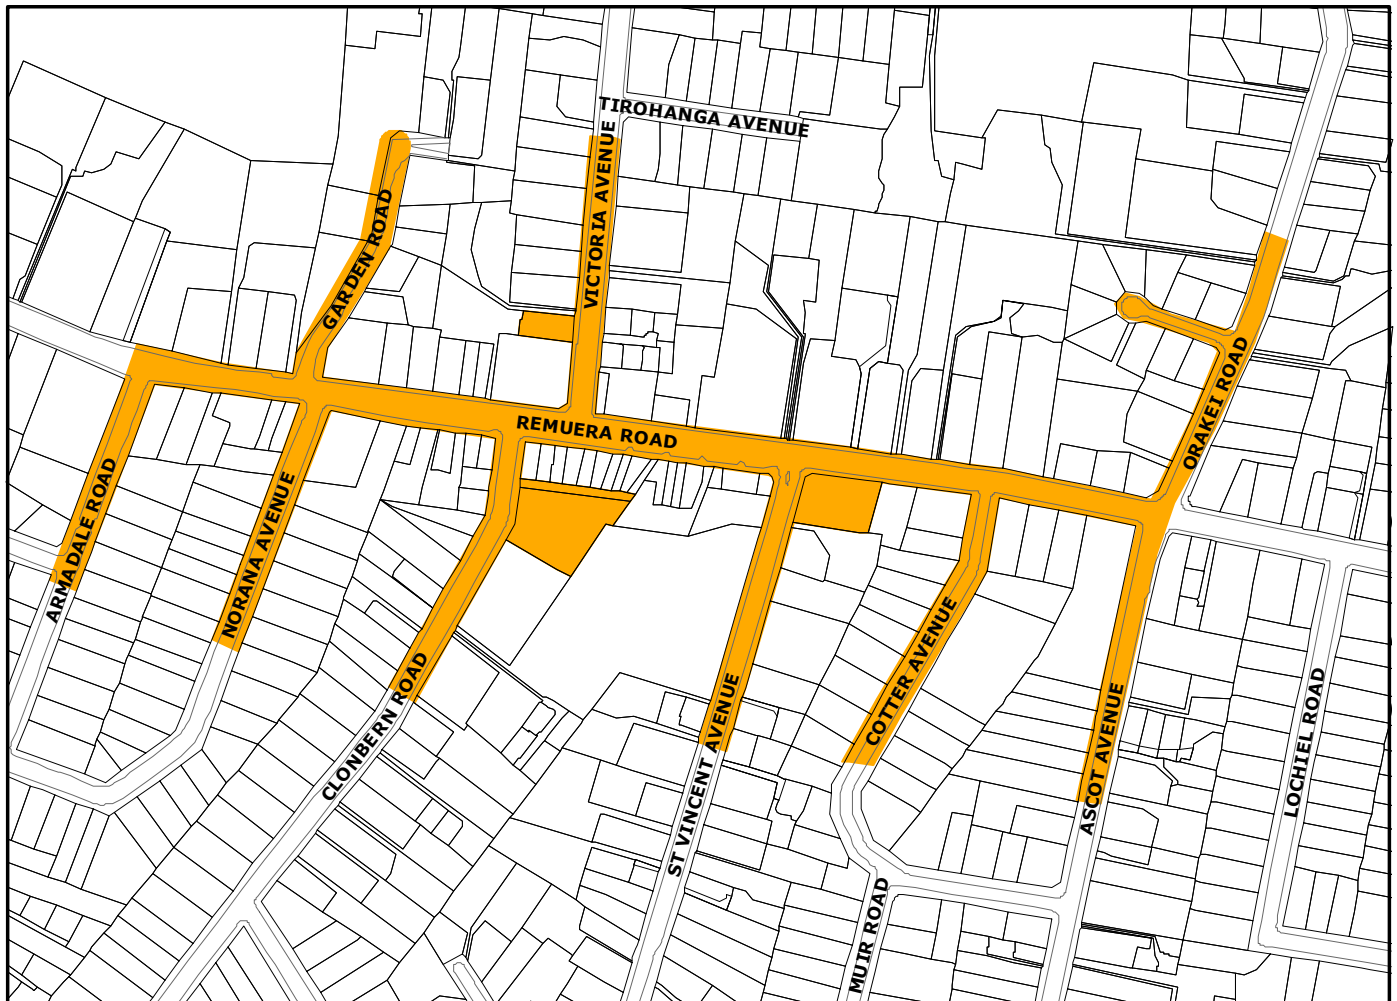 TIROHANGA AVENUE
VICTORIA AVENUE
GARDEN ROAD
ORAKEI ROAD
REMUERA ROAD
ARMADALE ROAD
NORANA AVENUE
CLONBERN ROAD
ST VINCENT AVENUE
COTTER AVENUE
ASCOT AVENUE
LOCHIEL ROAD
MUIR ROAD